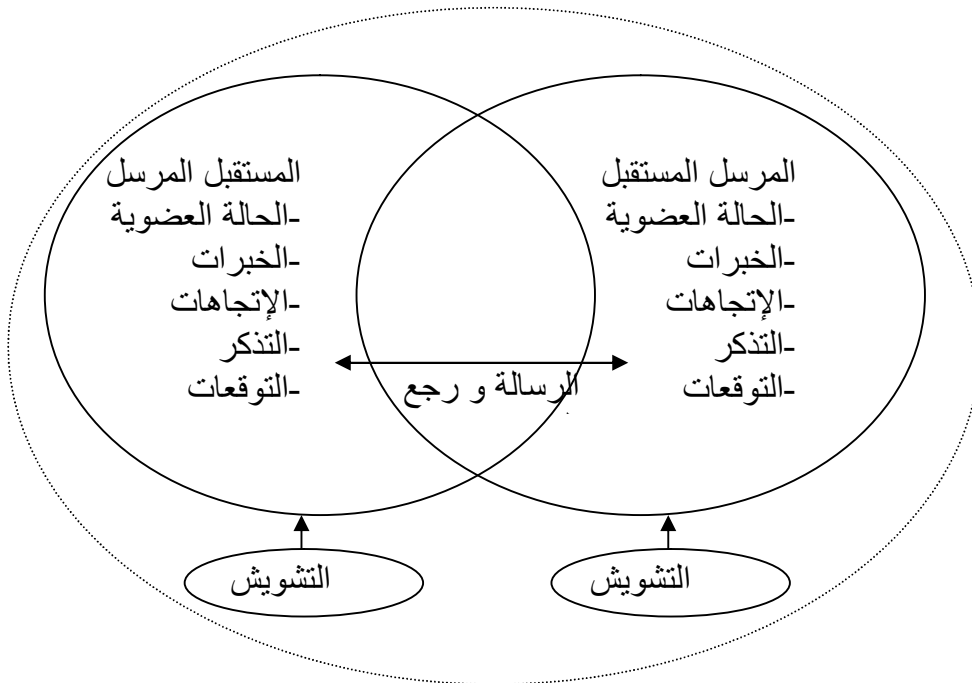 المرسل المستقبل
-الحالة العضوية
-الخبرات
-الإتجاهات
-التذكر
-التوقعات
المستقبل المرسل
-الحالة العضوية
-الخبرات
-الإتجاهات
-التذكر
-التوقعات
الرسالة و رجع
التشويش
التشويش